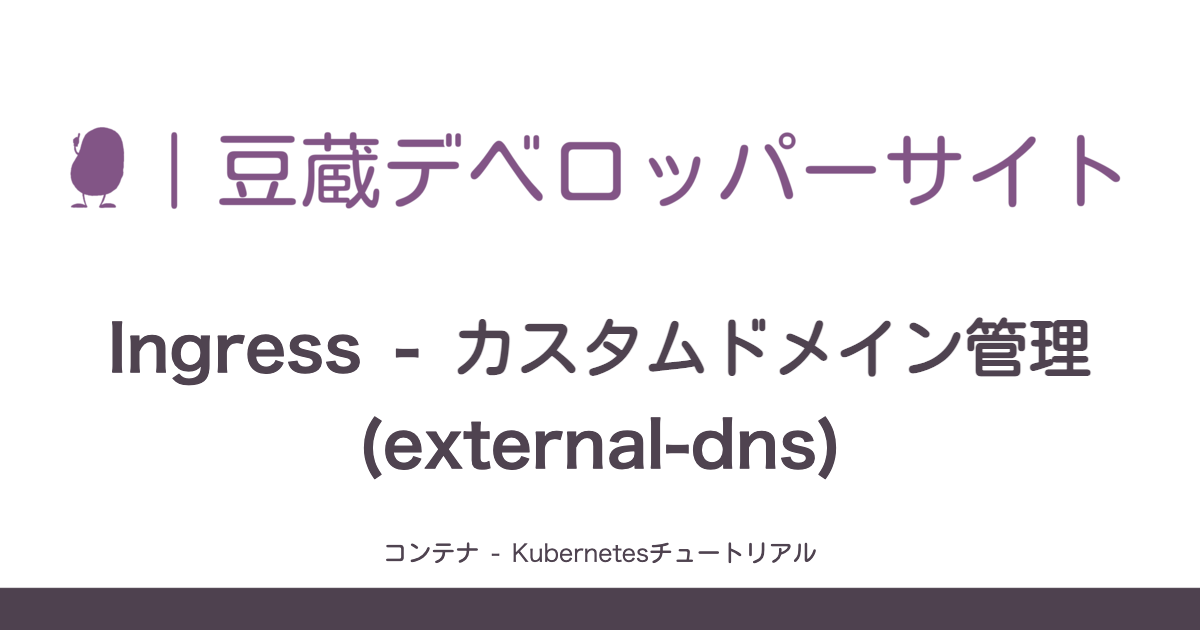 豆蔵デベロッパーサイト
Ingress - カスタムドメイン管理
(external-dns)
コンテナ - Kubernetesチュートリアル